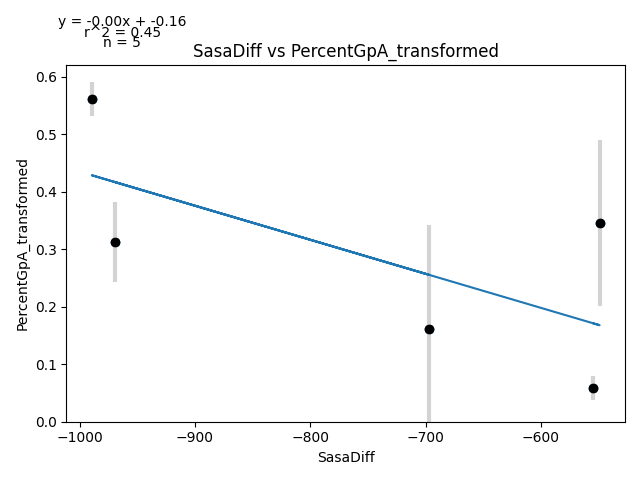 y = -0.00x + -0.16
r^2 = 0.45
n = 5
SasaDiff vs PercentGpA_transformed
PercentGpA_transformed
0.6
0.5
0.4
0.3
0.2
0.1
0.0
−1000 −900 −800 −700 −600
SasaDiff